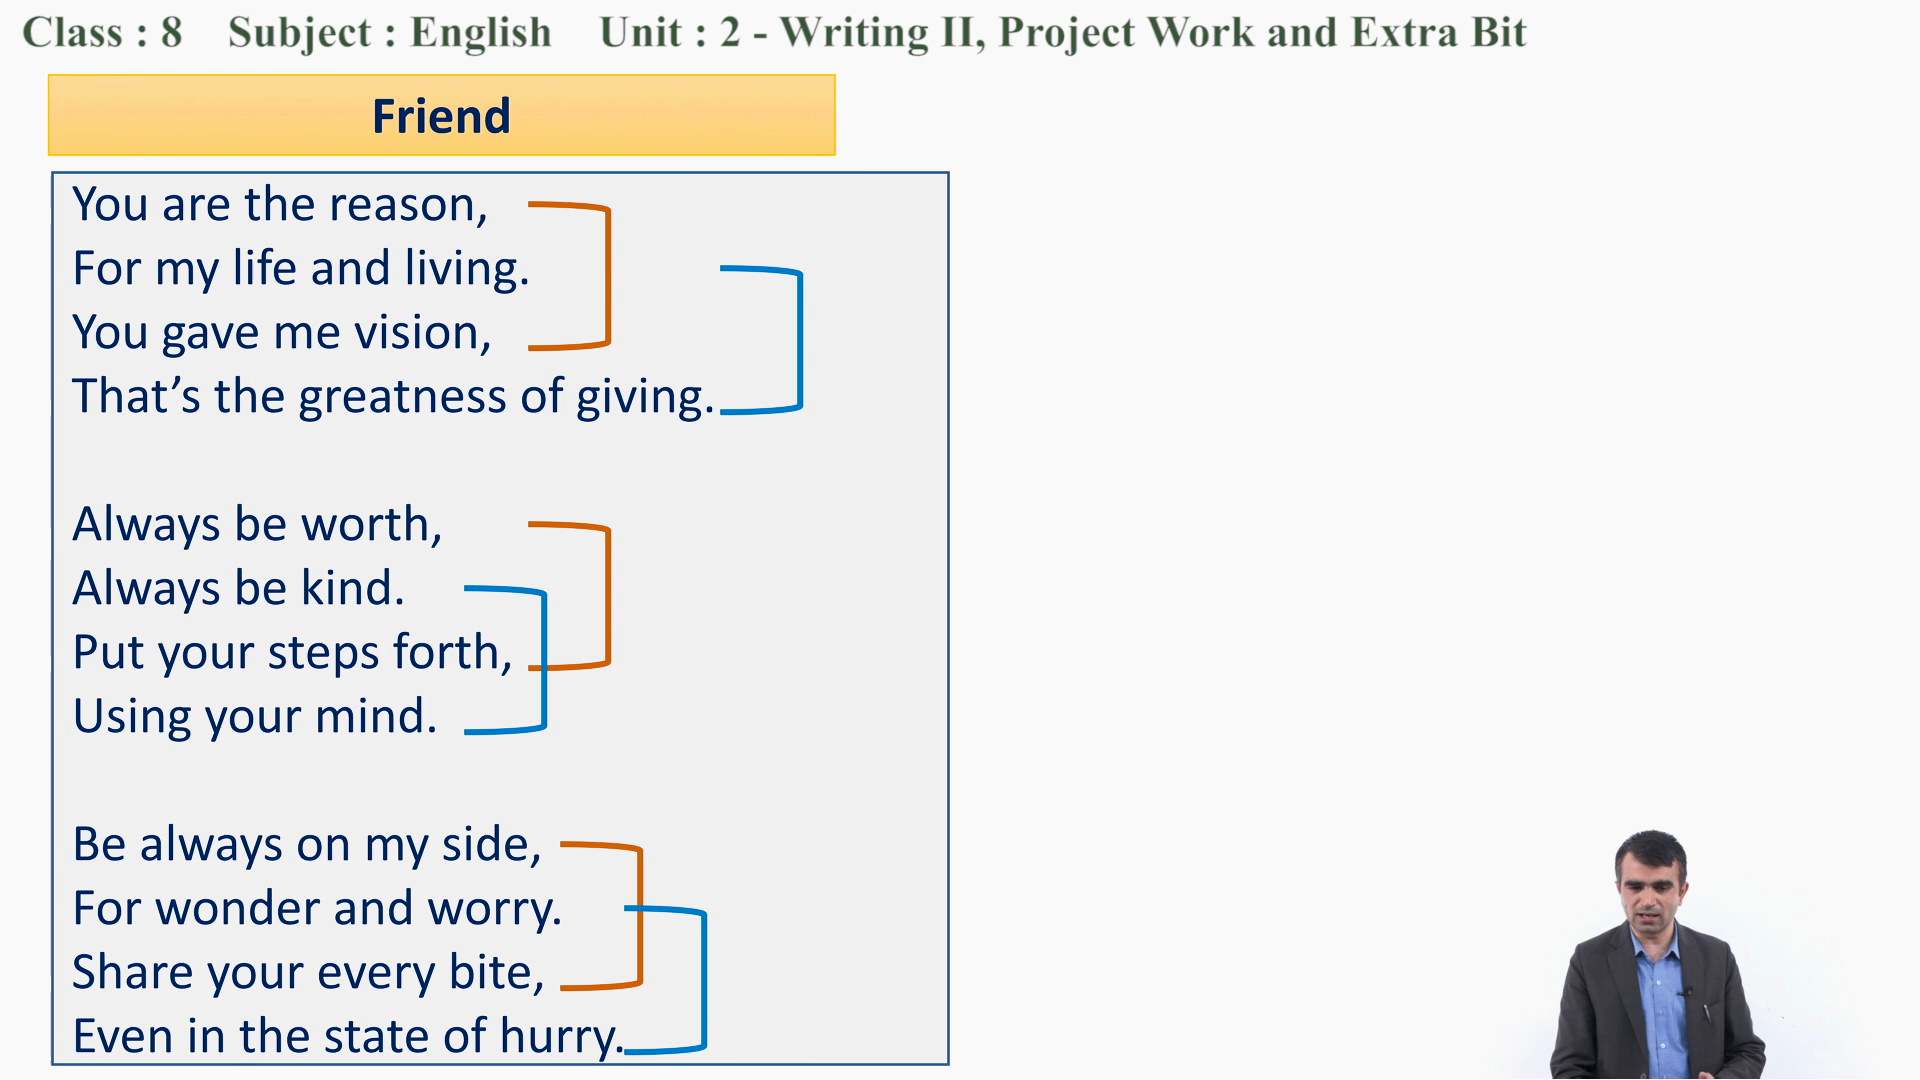 Class : 8 Subject : English Unit : 2 - Writing II, Project Work and Extra Bit
Friend
You are the reason,
For my life and living.
You gave me vision,
That’s the greatness of giving.
Always be worth,
Always be kind.
Put your steps forth,
Using your mind.
Be always on my side,
For wonder and worry.
Share your every bite,
Even in the state of hurry.